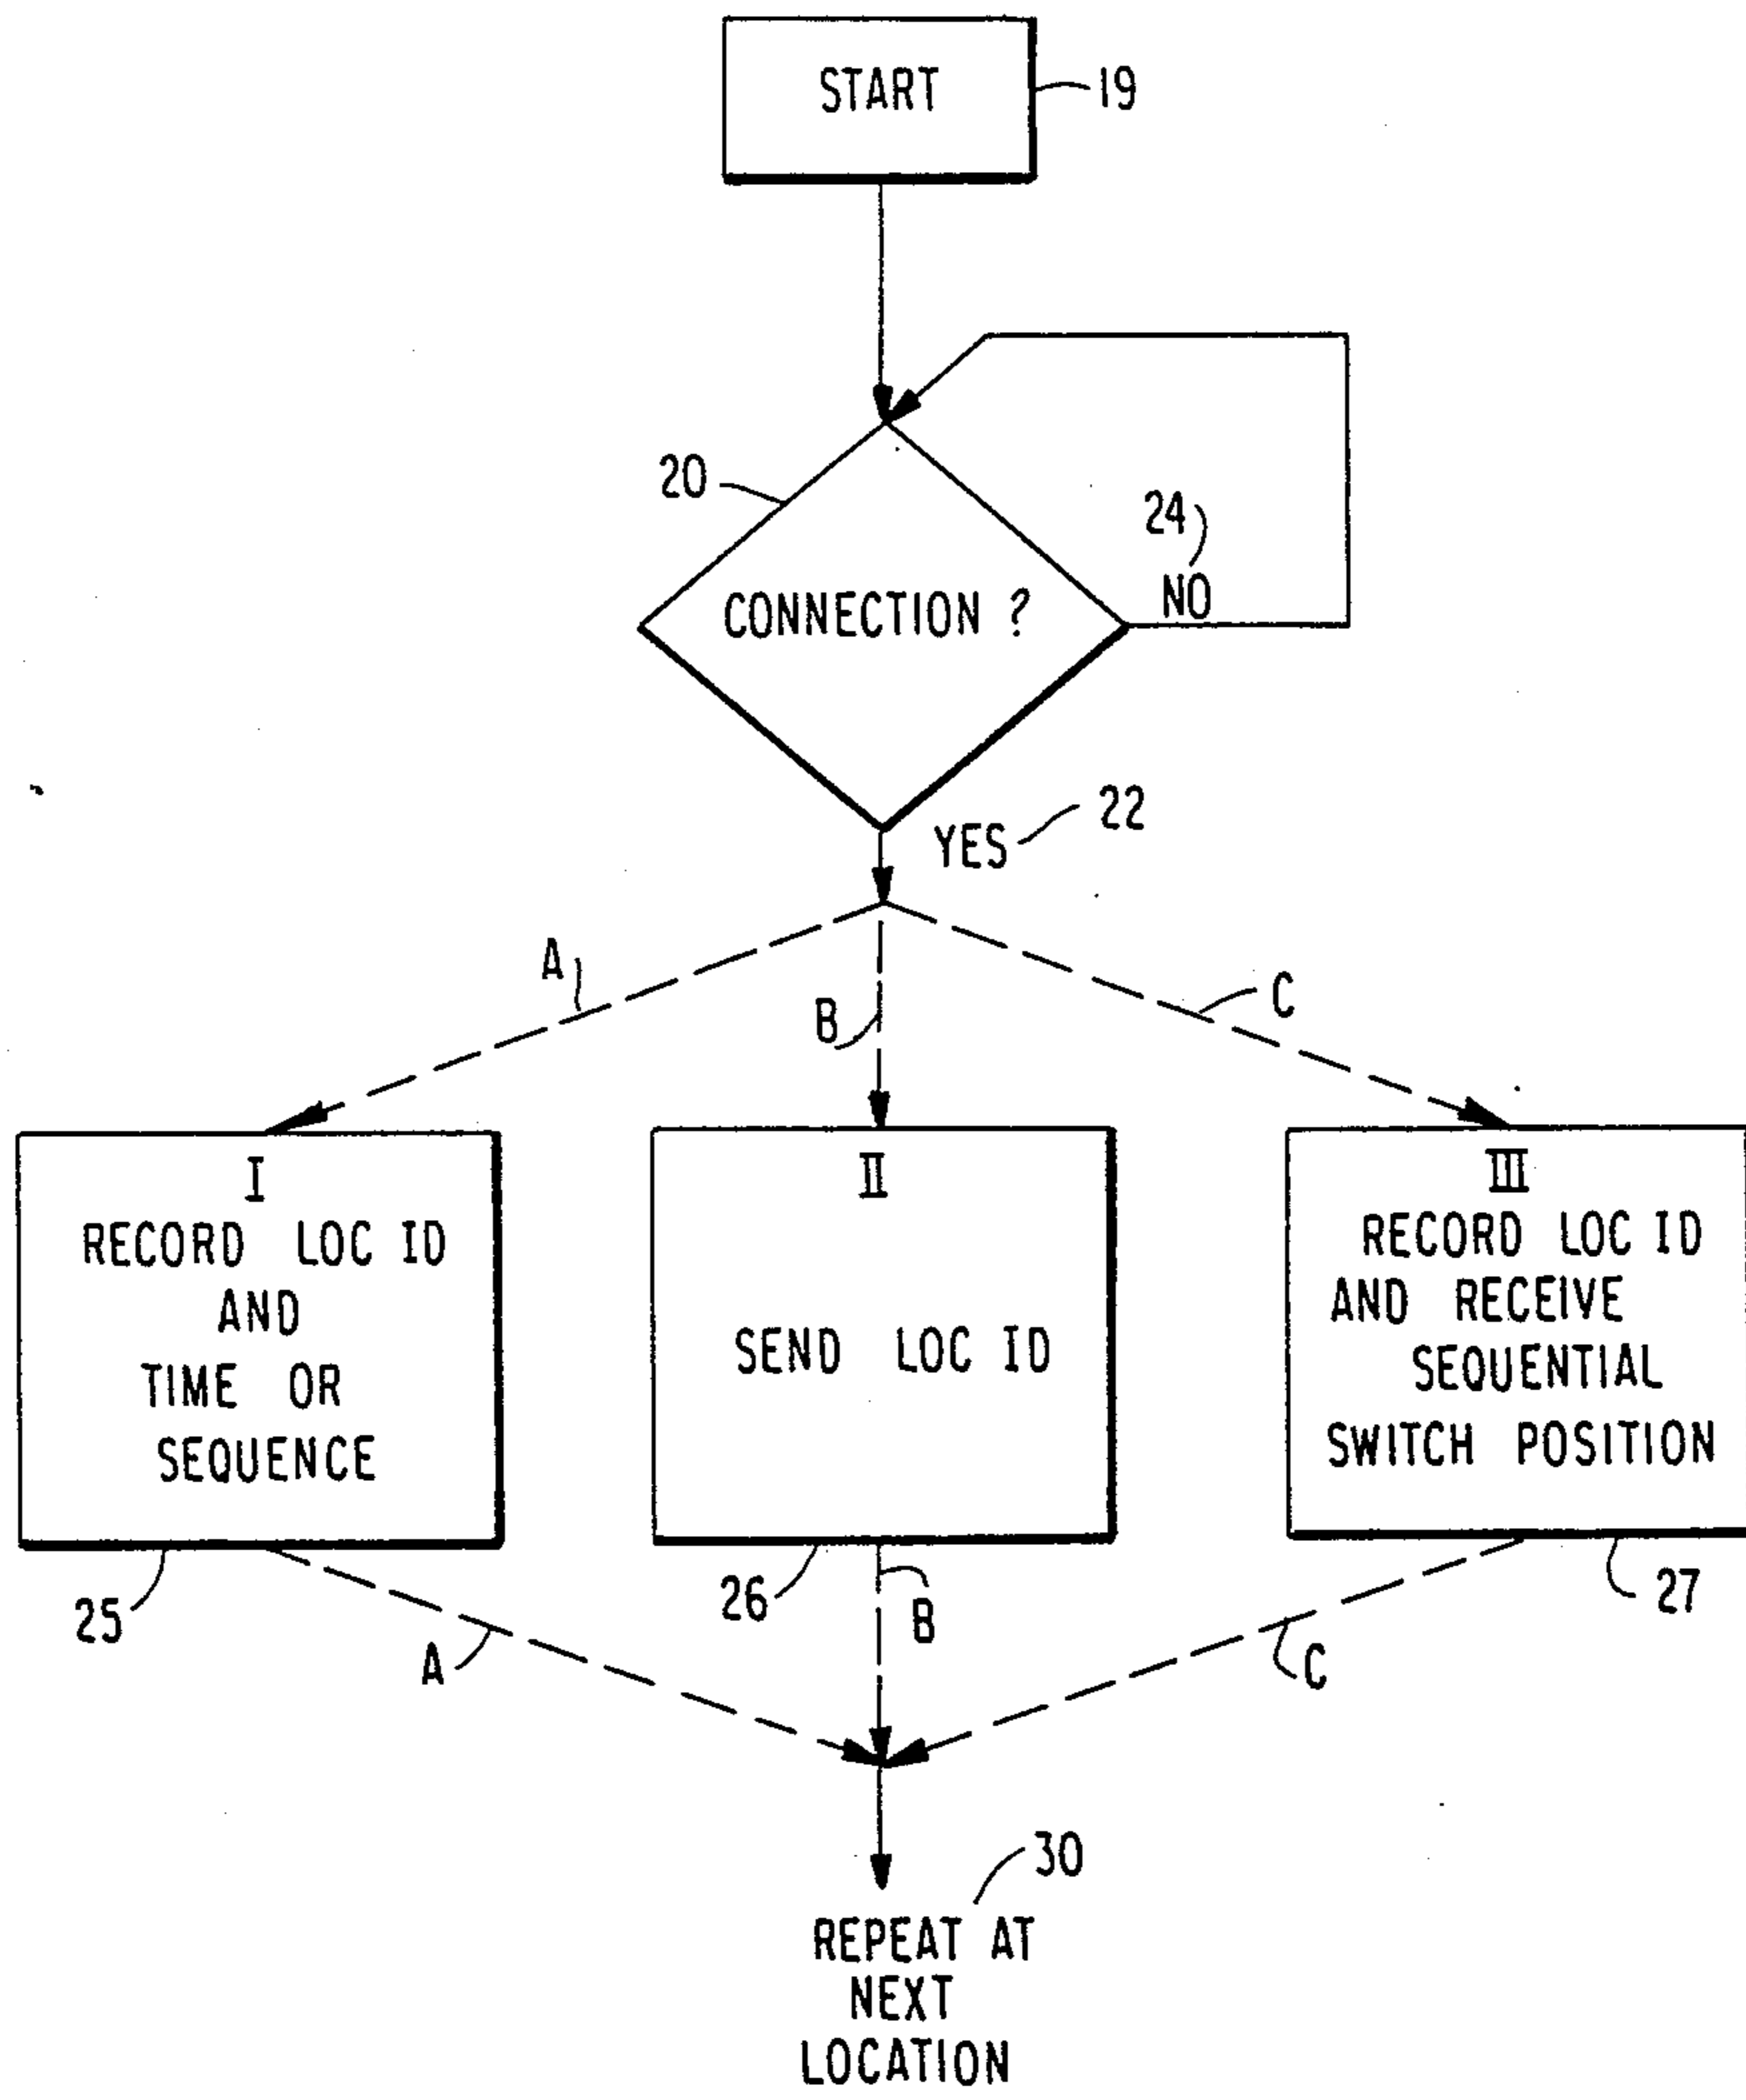 START
19
20
24
NO
CONNECTION ?
YES
22
A
B
C
I
RECORD LOC ID
AND
TIME OR
SEQUENCE
II
SEND LOC ID
III
RECORD LOC ID
AND RECEIVE
SEQUENTIAL
SWITCH POSITION
25
A
26
B
C
27
30
REPEAT AT
NEXT
LOCATION